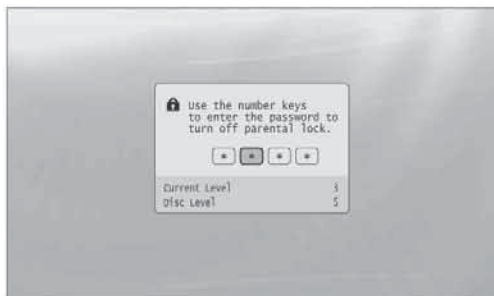 Use the number keys
to enter the password to
turn off parental lock.
* * * *
Current Level 3
Disc Level 5